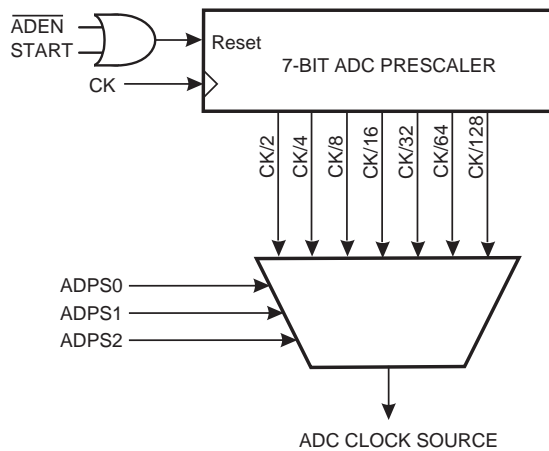 ADEN
START
Reset
CK
7-BIT ADC PRESCALER
CK/2
CK/4
CK/8
CK/16
CK/32
CK/64
CK/128
ADPS0
ADPS1
ADPS2
ADC CLOCK SOURCE